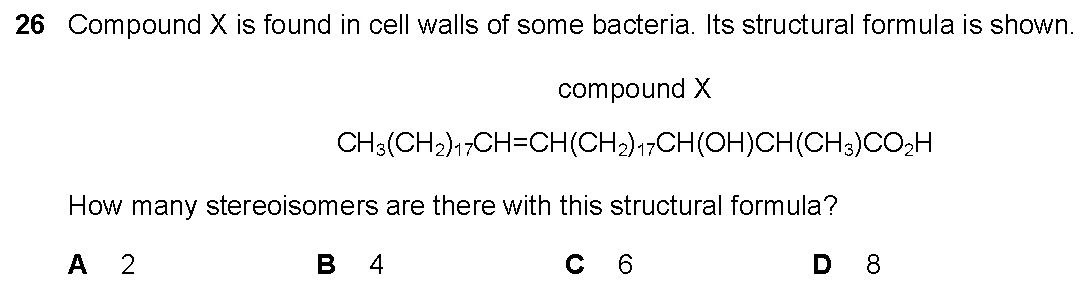 26 Compound X is found in cell walls of some bacteria. Its structural formula is shown.
compound X
CH₃(CH₂)₁₇CH=CH(CH₂)₁₇CH(OH)CH(CH₃)CO₂H
How many stereoisomers are there with this structural formula?
A 2 B 4 C 6 D 8